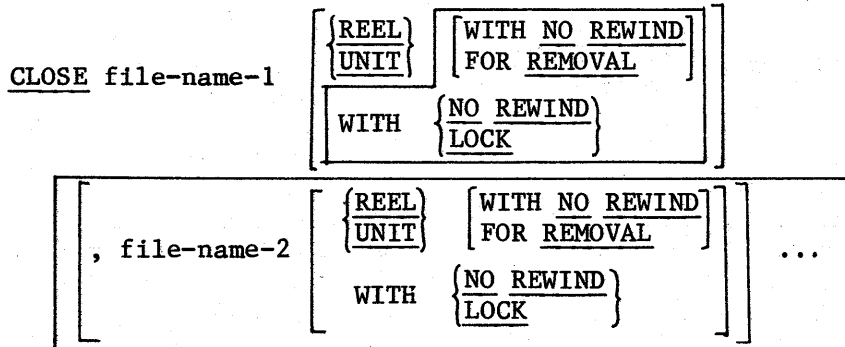 REEL WITH NO REWIND
UNIT FOR REMOVAL
CLOSE file-name-1
WITH NO REWIND
LOCK
REEL WITH NO REWIND
UNIT FOR REMOVAL
, file-name-2 ...
WITH NO REWIND
LOCK